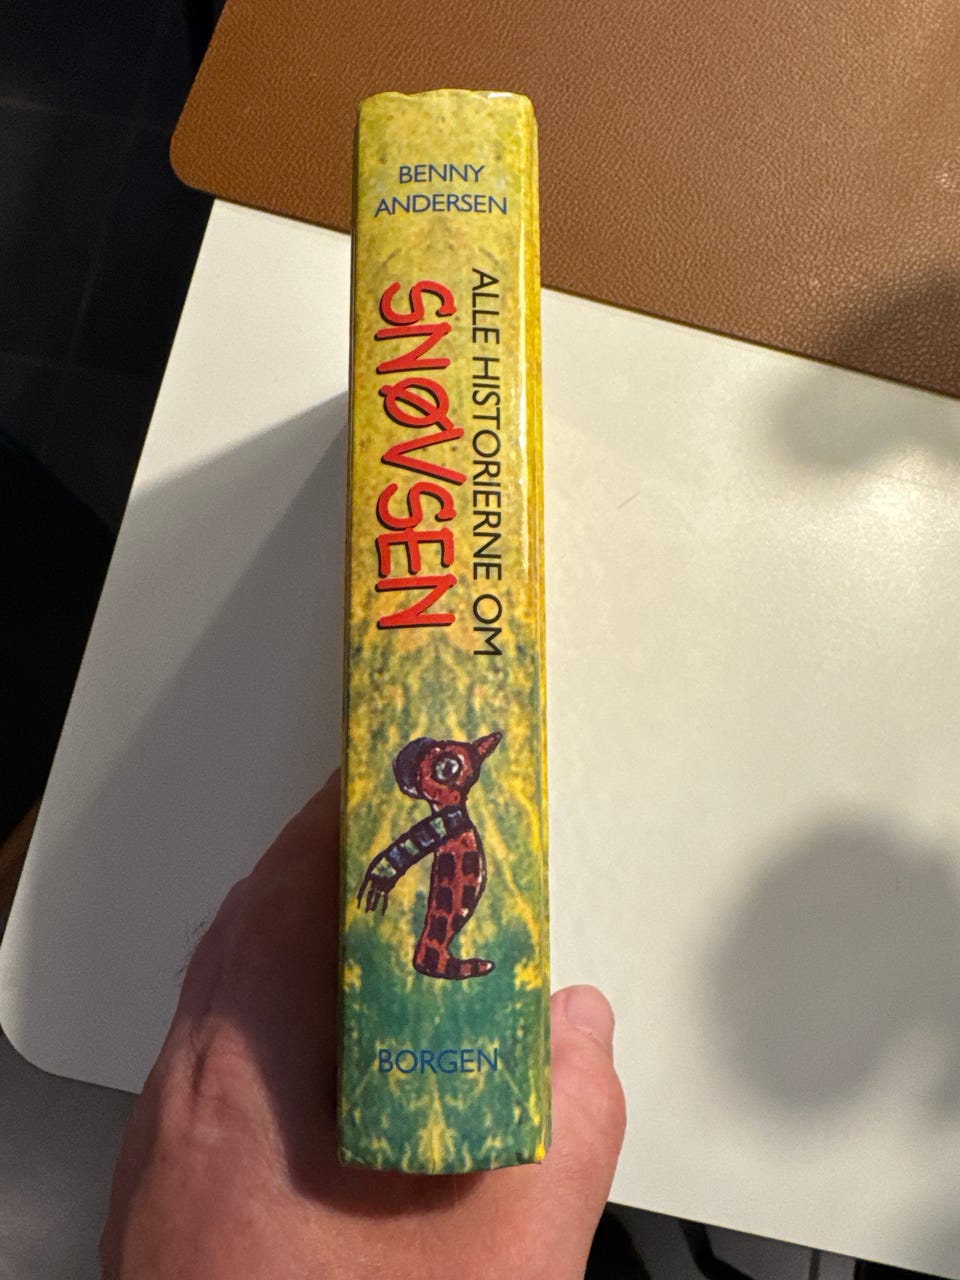 BENNY
ANDERSEN
ALLE HISTORIERNE OM
SNØVSEN
BORGEN